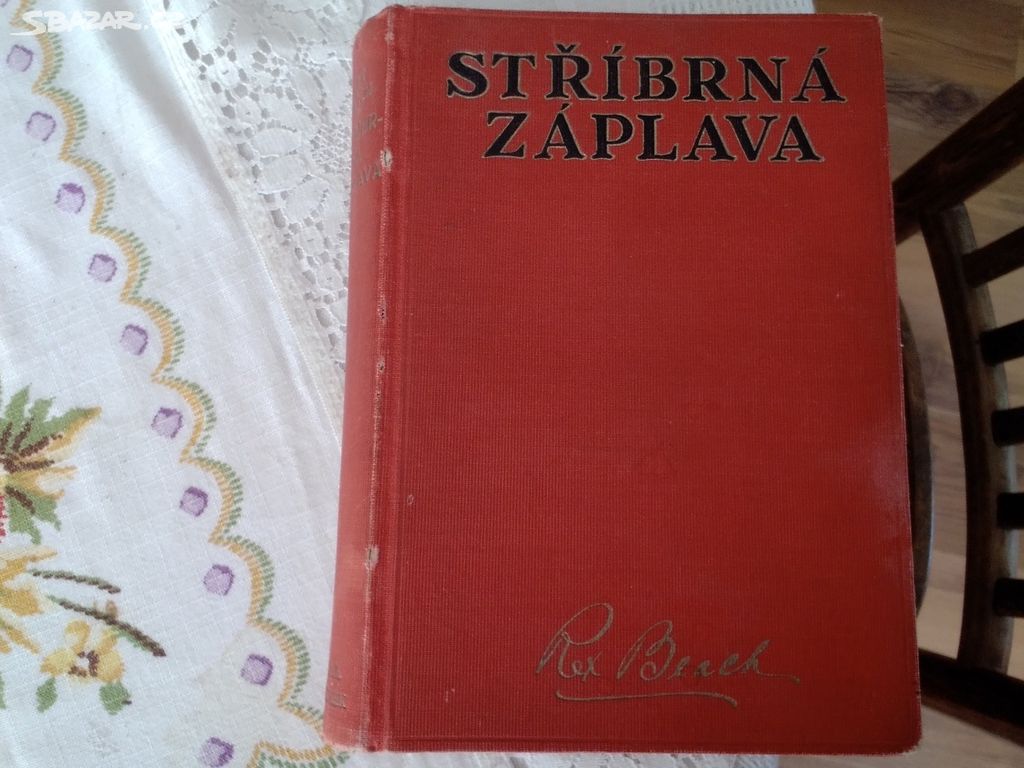 SBAZAR.CZ
STŘÍBRNÁ
ZÁPLAVA
Rex Beach